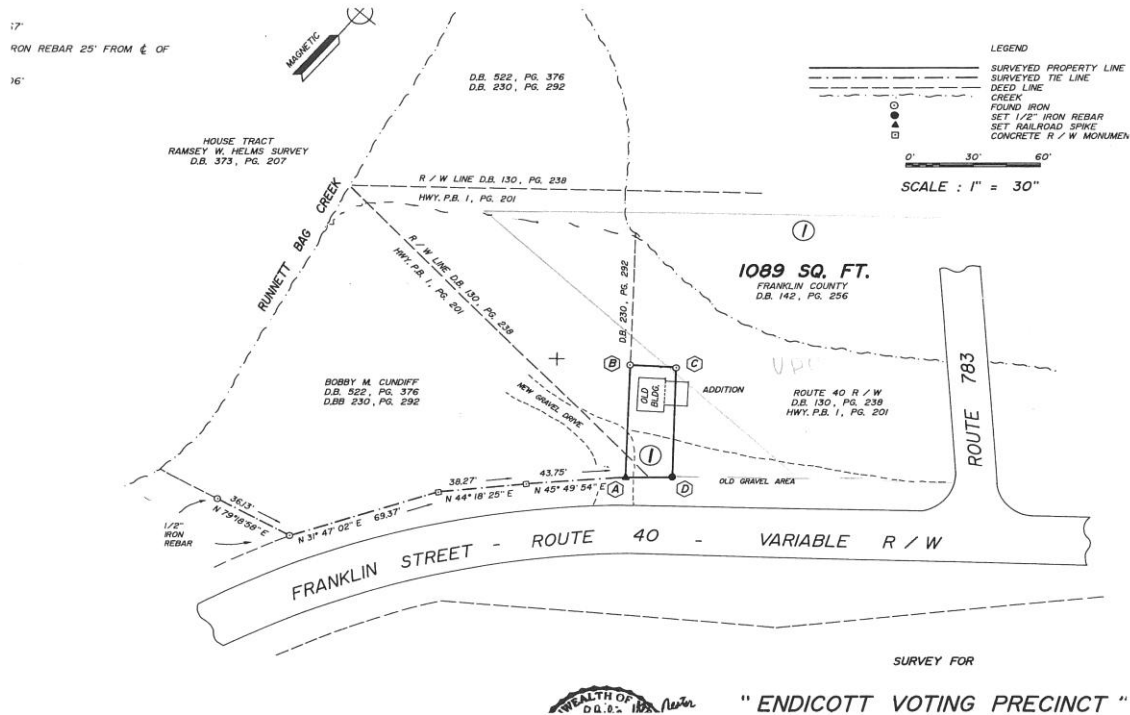 17'
RON REBAR 25' FROM ℄ OF
06'
MAGNETIC
D.B. 522, PG. 376
D.B. 230, PG. 292
LEGEND
SURVEYED PROPERTY LINE
SURVEYED TIE LINE
DEED LINE
CREEK
FOUND IRON
SET 1/2" IRON REBAR
SET RAILROAD SPIKE
CONCRETE R / W MONUMEN
0' 30' 60'
SCALE : 1" = 30"
HOUSE TRACT
RAMSEY W. HELMS SURVEY
D.B. 373, PG. 207
R / W LINE D.B. 130, PG. 238
HWY. P.B. 1, PG. 201
RUNNETT BAG CREEK
R / W LINE D.B. 130, PG. 238
HWY. P.B. 1, PG. 201
D.B. 230, PG. 292
1
1089 SQ. FT.
FRANKLIN COUNTY
D.B. 142, PG. 256
B
C
OLD
BLDG.
ADDITION
BOBBY M. CUNDIFF
D.B. 522, PG. 376
D.BB 230, PG. 292
NEW GRAVEL DRIVE
ROUTE 40 R / W
D.B. 130, PG. 238
HWY. P.B. 1, PG. 201
ROUTE 783
1
A
D
OLD GRAVEL AREA
36.13'
N 79°18'58" E
1/2"
IRON
REBAR
N 31° 47' 02" E 69.37'
38.27'
N 44° 18' 25" E
43.75'
N 45° 49' 54" E
FRANKLIN STREET - ROUTE 40 - VARIABLE R / W
SURVEY FOR
WEALTH OF
" ENDICOTT VOTING PRECINCT "